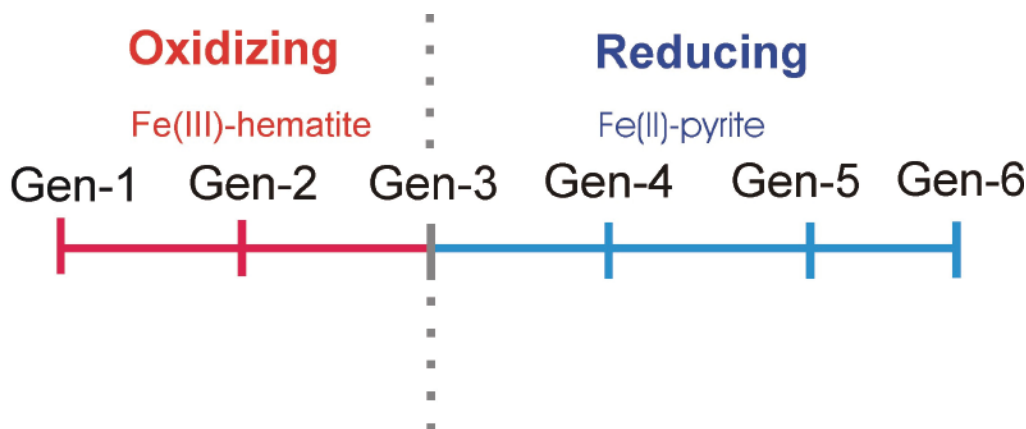 Oxidizing Reducing
Fe(III)-hematite Fe(II)-pyrite
Gen-1 Gen-2 Gen-3 Gen-4 Gen-5 Gen-6